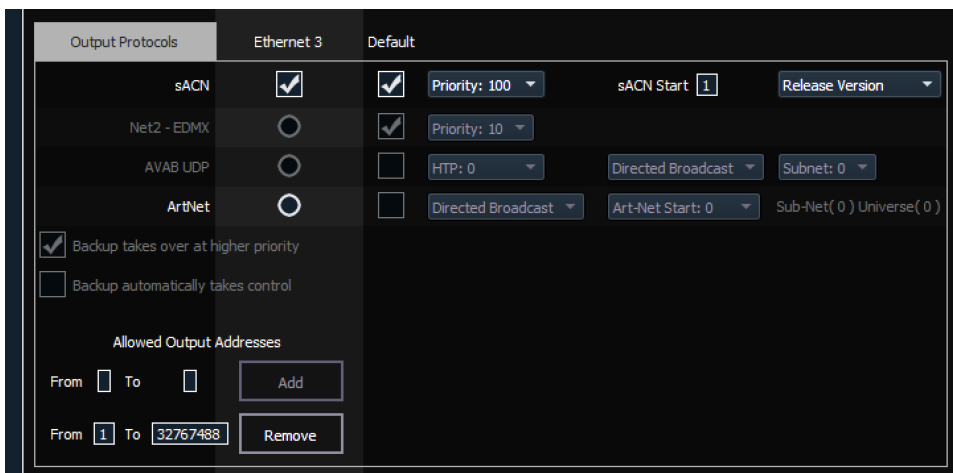 Output Protocols Ethernet 3 Default
sACN Priority: 100 sACN Start 1 Release Version
Net2 - EDMX Priority: 10
AVAB UDP HTP: 0 Directed Broadcast Subnet: 0
ArtNet Directed Broadcast Art-Net Start: 0 Sub-Net( 0 ) Universe( 0 )
Backup takes over at higher priority
Backup automatically takes control
Allowed Output Addresses
From To Add
From 1 To 32767488 Remove